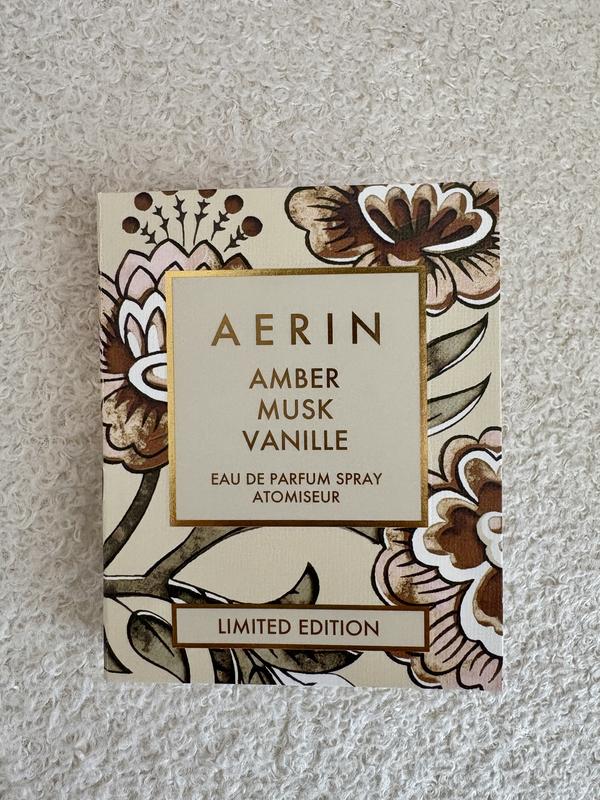 AERIN
AMBER
MUSK
VANILLE
EAU DE PARFUM SPRAY
ATOMISEUR
LIMITED EDITION